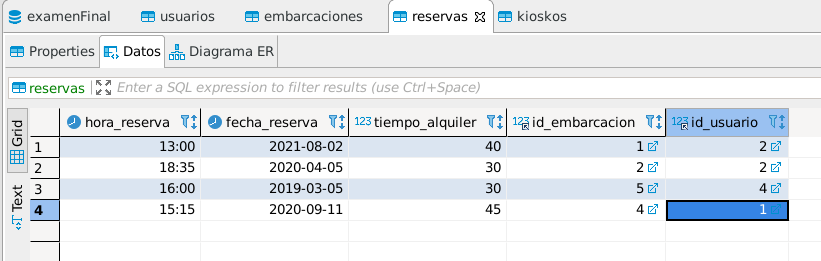 examenFinal usuarios embarcaciones reservas kioskos
Properties Datos Diagrama ER
reservas Enter a SQL expression to filter results (use Ctrl+Space)
Grid
Text
hora_reserva fecha_reserva 123 tiempo_alquiler 123 id_embarcacion 123 id_usuario
1 13:00 2021-08-02 40 1 2
2 18:35 2020-04-05 30 2 2
3 16:00 2019-03-05 30 5 4
4 15:15 2020-09-11 45 4 1